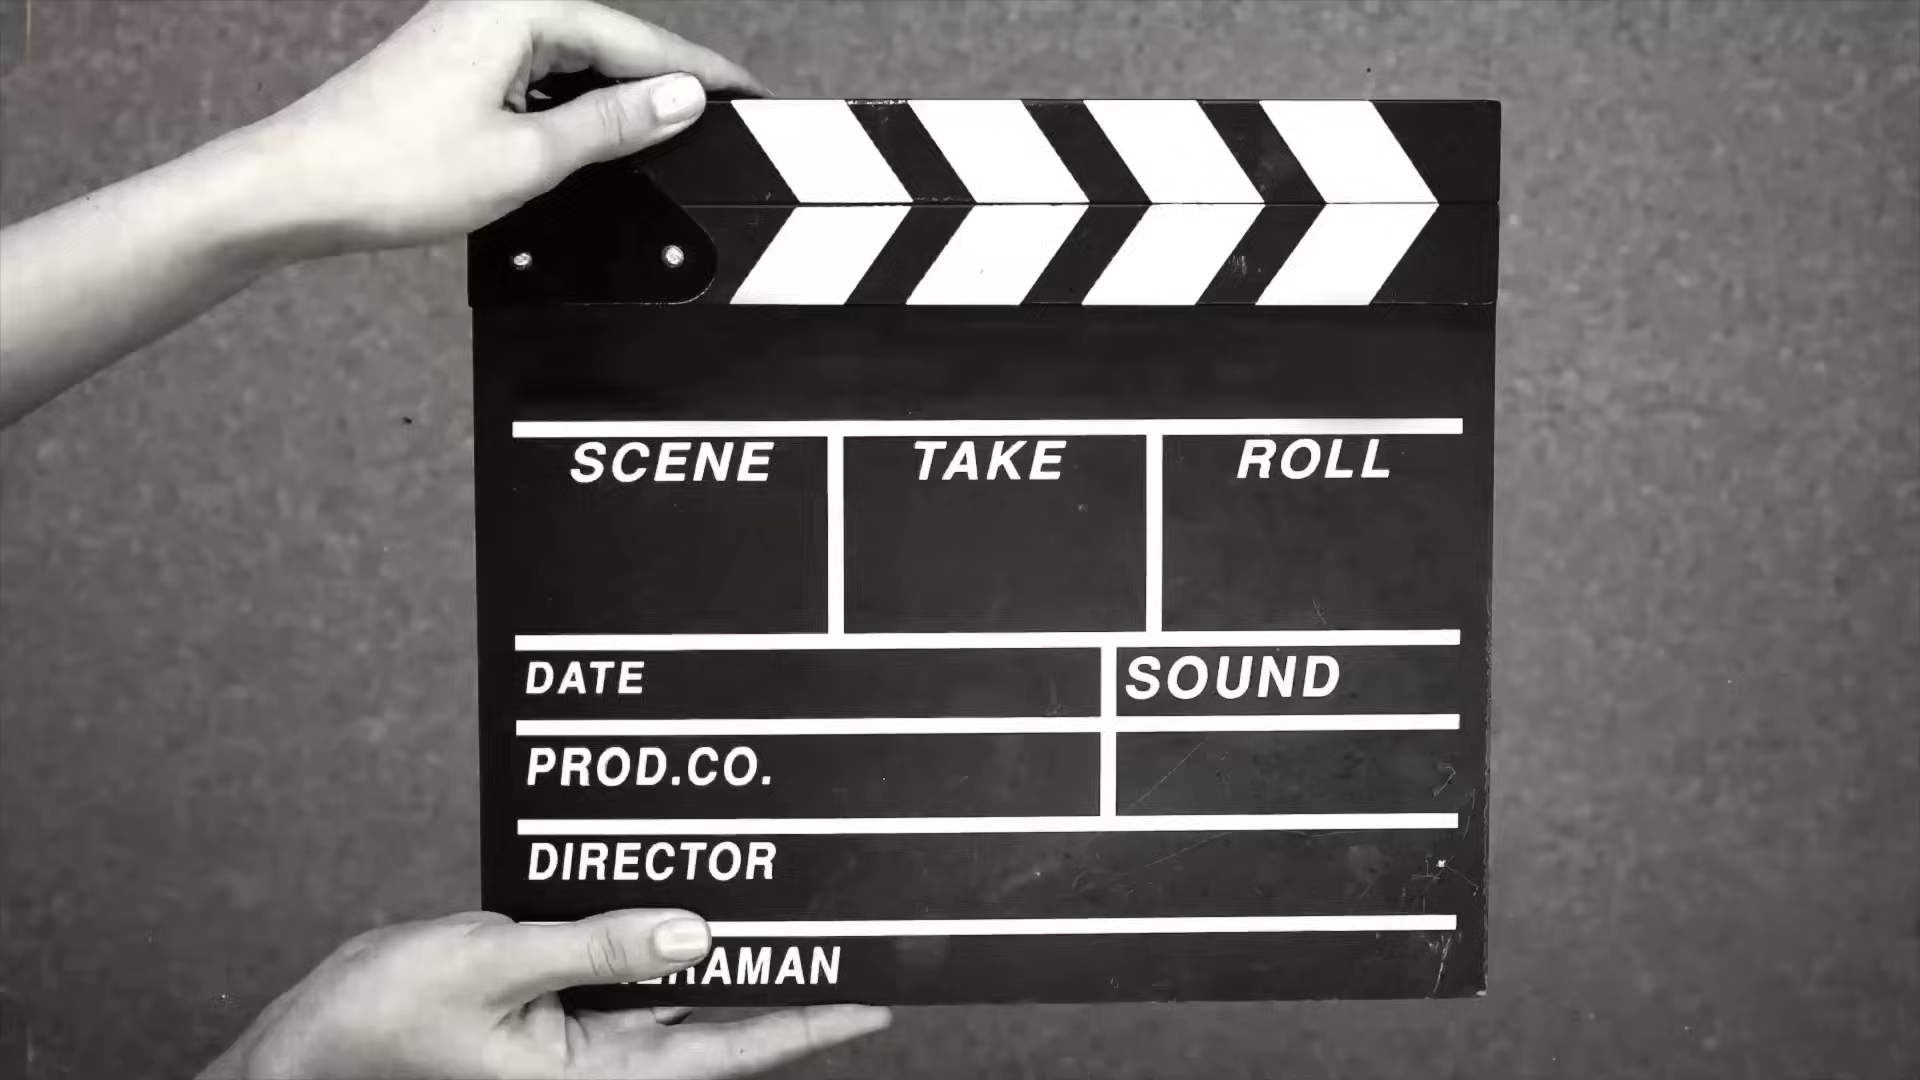 SCENE TAKE ROLL
DATE SOUND
PROD.CO.
DIRECTOR